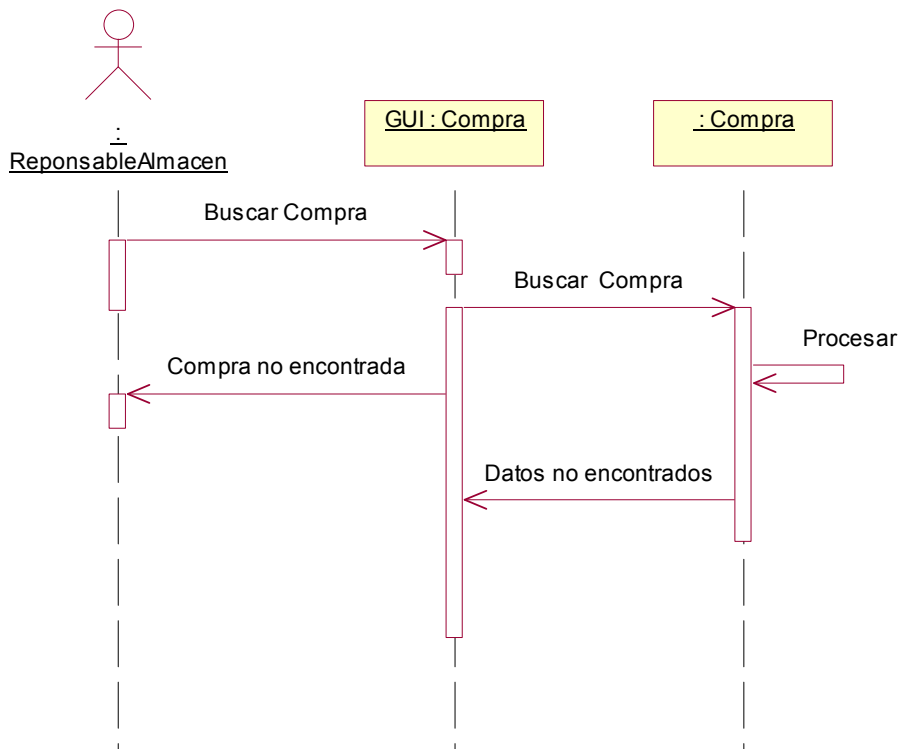 :
ReponsableAlmacen
GUI : Compra
: Compra
Buscar Compra
Buscar Compra
Procesar
Compra no encontrada
Datos no encontrados